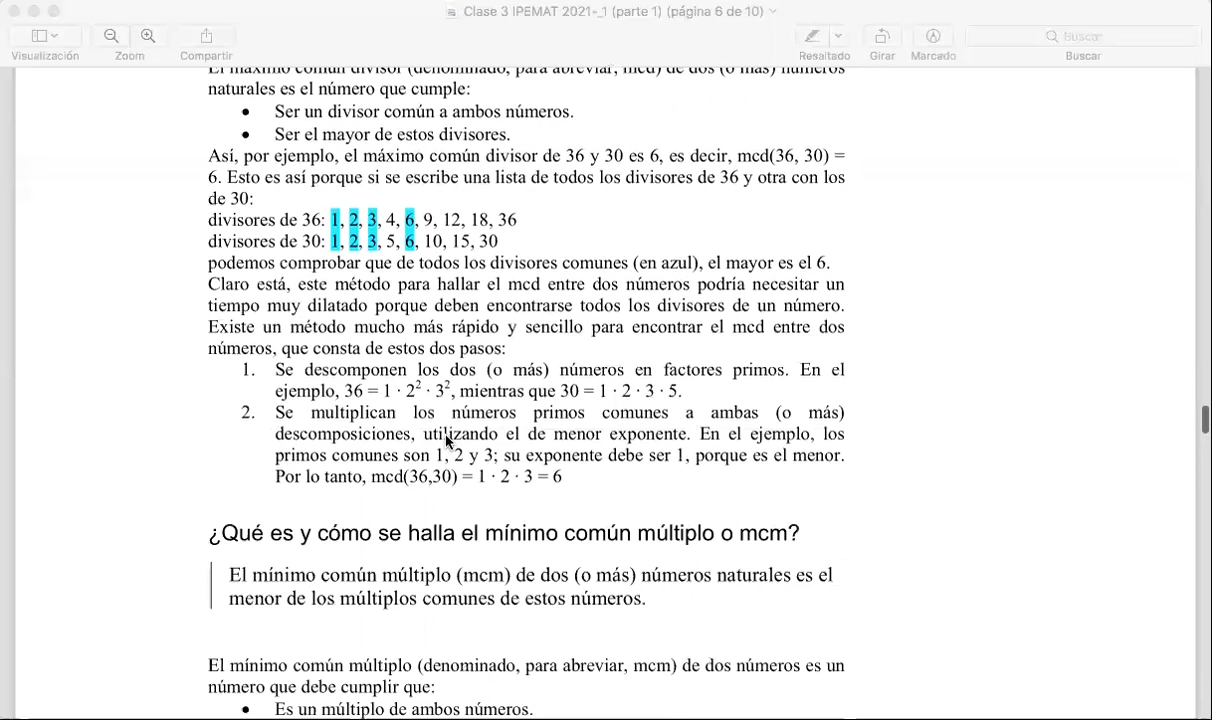 Clase 3 IPEMAT 2021-_1 (parte 1) (página 6 de 10)
Visualización Zoom Compartir Resaltado Girar Marcado Buscar
Buscar
El máximo común divisor (denominado, para abreviar, mcd) de dos (o más) números
naturales es el número que cumple:
• Ser un divisor común a ambos números.
• Ser el mayor de estos divisores.
Así, por ejemplo, el máximo común divisor de 36 y 30 es 6, es decir, mcd(36, 30) =
6. Esto es así porque si se escribe una lista de todos los divisores de 36 y otra con los
de 30:
divisores de 36: 1, 2, 3, 4, 6, 9, 12, 18, 36
divisores de 30: 1, 2, 3, 5, 6, 10, 15, 30
podemos comprobar que de todos los divisores comunes (en azul), el mayor es el 6.
Claro está, este método para hallar el mcd entre dos números podría necesitar un
tiempo muy dilatado porque deben encontrarse todos los divisores de un número.
Existe un método mucho más rápido y sencillo para encontrar el mcd entre dos
números, que consta de estos dos pasos:
1. Se descomponen los dos (o más) números en factores primos. En el
ejemplo, 36 = 1 · 2² · 3², mientras que 30 = 1 · 2 · 3 · 5.
2. Se multiplican los números primos comunes a ambas (o más)
descomposiciones, utilizando el de menor exponente. En el ejemplo, los
primos comunes son 1, 2 y 3; su exponente debe ser 1, porque es el menor.
Por lo tanto, mcd(36,30) = 1 · 2 · 3 = 6
¿Qué es y cómo se halla el mínimo común múltiplo o mcm?
El mínimo común múltiplo (mcm) de dos (o más) números naturales es el
menor de los múltiplos comunes de estos números.
El mínimo común múltiplo (denominado, para abreviar, mcm) de dos números es un
número que debe cumplir que:
• Es un múltiplo de ambos números.